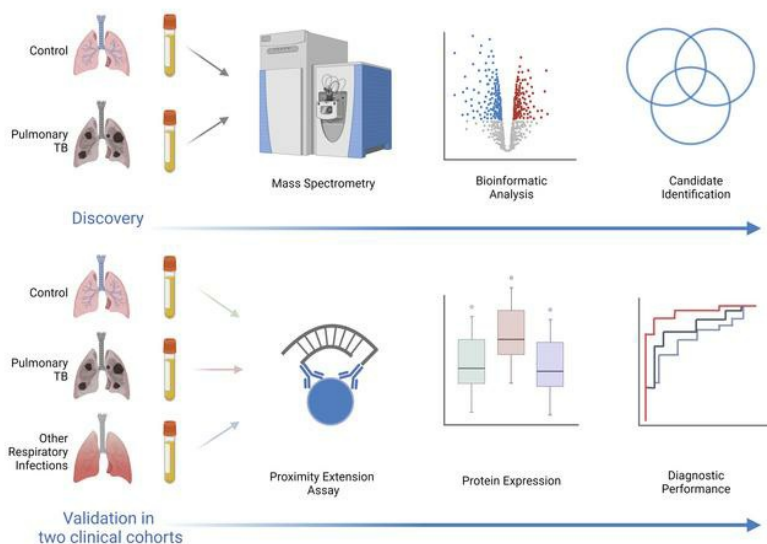 Control
Pulmonary
TB
Mass Spectrometry
Bioinformatic
Analysis
Candidate
Identification
Discovery
Control
Pulmonary
TB
Other
Respiratory
Infections
Proximity Extension
Assay
Protein Expression
Diagnostic
Performance
Validation in
two clinical cohorts